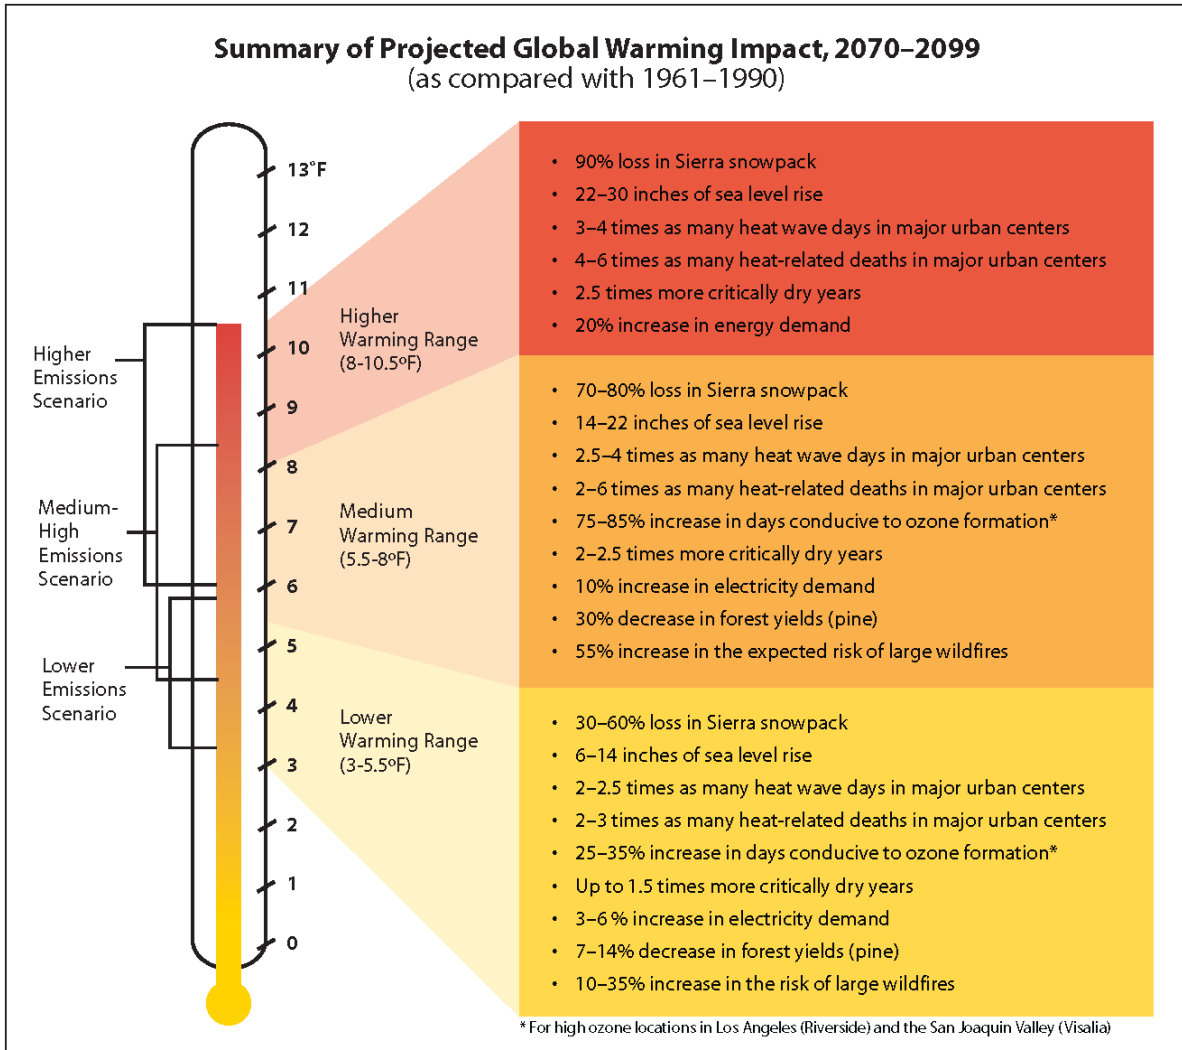 Summary of Projected Global Warming Impact, 2070–2099
(as compared with 1961–1990)
13˚F
12
11
10
9
8
7
6
5
4
3
2
1
0
Higher
Emissions
Scenario
Medium-
High
Emissions
Scenario
Lower
Emissions
Scenario
Higher
Warming Range
(8-10.5ºF)
Medium
Warming Range
(5.5-8ºF)
Lower
Warming Range
(3-5.5ºF)
• 90% loss in Sierra snowpack
• 22–30 inches of sea level rise
• 3–4 times as many heat wave days in major urban centers
• 4–6 times as many heat-related deaths in major urban centers
• 2.5 times more critically dry years
• 20% increase in energy demand
• 70–80% loss in Sierra snowpack
• 14–22 inches of sea level rise
• 2.5–4 times as many heat wave days in major urban centers
• 2–6 times as many heat-related deaths in major urban centers
• 75–85% increase in days conducive to ozone formation*
• 2–2.5 times more critically dry years
• 10% increase in electricity demand
• 30% decrease in forest yields (pine)
• 55% increase in the expected risk of large wildfires
• 30–60% loss in Sierra snowpack
• 6–14 inches of sea level rise
• 2–2.5 times as many heat wave days in major urban centers
• 2–3 times as many heat-related deaths in major urban centers
• 25–35% increase in days conducive to ozone formation*
• Up to 1.5 times more critically dry years
• 3–6 % increase in electricity demand
• 7–14% decrease in forest yields (pine)
• 10–35% increase in the risk of large wildfires
* For high ozone locations in Los Angeles (Riverside) and the San Joaquin Valley (Visalia)